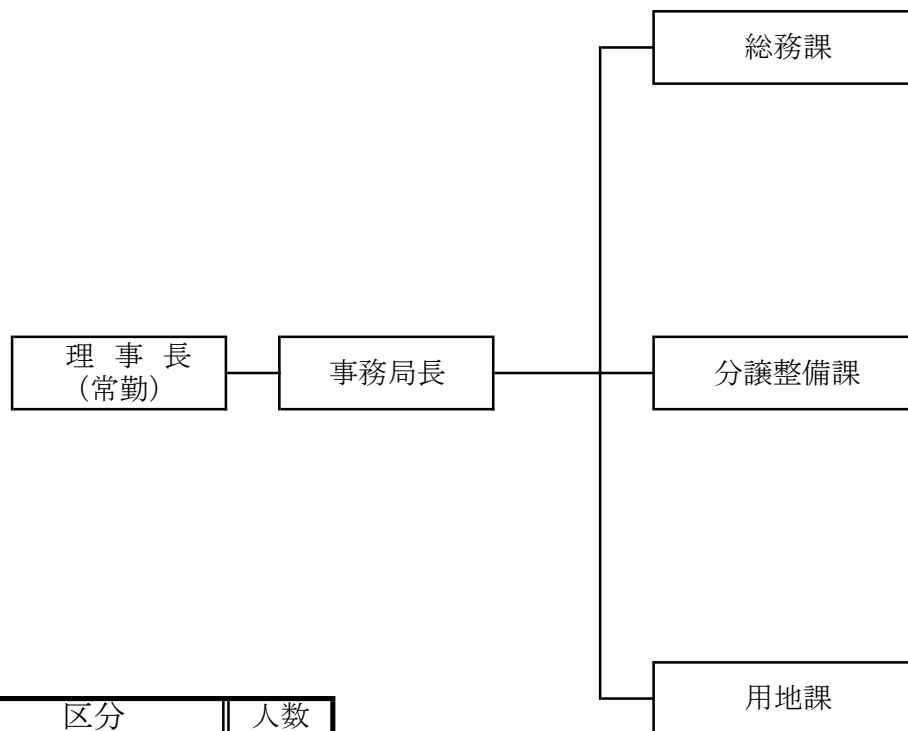 総務課
理事長
（常勤）
事務局長
分譲整備課
用地課
区分
人数